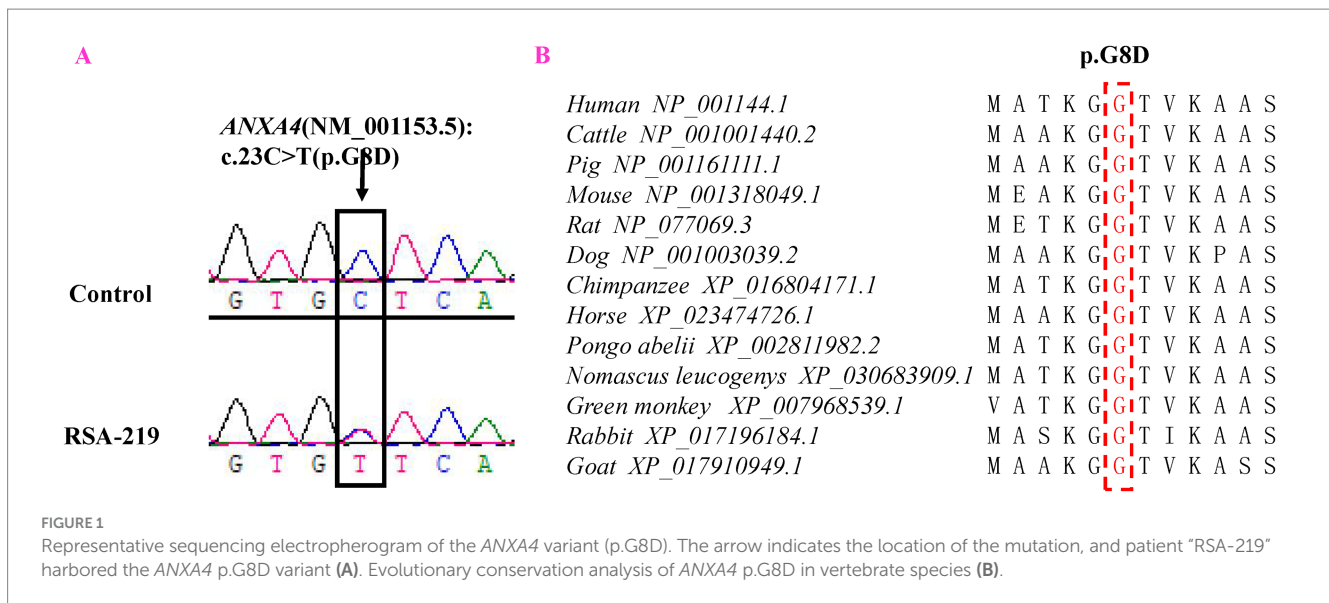 A
ANXA4(NM_001153.5):
c.23C>T(p.G8D)
Control
G T G C T C A
RSA-219
G T G T T C A
B
p.G8D
Human NP_001144.1 M A T K G G T V K A A S
Cattle NP_001001440.2 M A A K G G T V K A A S
Pig NP_001161111.1 M A A K G G T V K A A S
Mouse NP_001318049.1 M E A K G G T V K A A S
Rat NP_077069.3 M E T K G G T V K A A S
Dog NP_001003039.2 M A A K G G T V K P A S
Chimpanzee XP_016804171.1 M A T K G G T V K A A S
Horse XP_023474726.1 M A A K G G T V K A A S
Pongo abelii XP_002811982.2 M A T K G G T V K A A S
Nomascus leucogenys XP_030683909.1 M A T K G G T V K A A S
Green monkey XP_007968539.1 V A T K G G T V K A A S
Rabbit XP_017196184.1 M A S K G G T I K A A S
Goat XP_017910949.1 M A A K G G T V K A S S
FIGURE 1
Representative sequencing electropherogram of the ANXA4 variant (p.G8D). The arrow indicates the location of the mutation, and patient "RSA-219"
harbored the ANXA4 p.G8D variant (A). Evolutionary conservation analysis of ANXA4 p.G8D in vertebrate species (B).